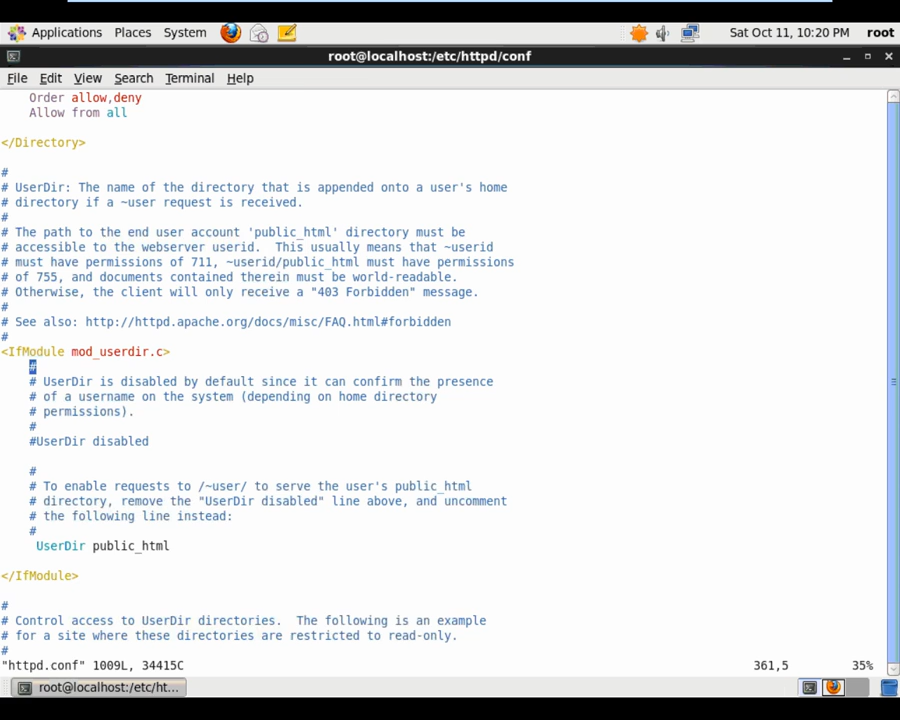 Applications Places System Sat Oct 11, 10:20 PM root
root@localhost:/etc/httpd/conf
File Edit View Search Terminal Help
Order allow,deny
Allow from all
</Directory>
#
# UserDir: The name of the directory that is appended onto a user's home
# directory if a ~user request is received.
#
# The path to the end user account 'public_html' directory must be
# accessible to the webserver userid.  This usually means that ~userid
# must have permissions of 711, ~userid/public_html must have permissions
# of 755, and documents contained therein must be world-readable.
# Otherwise, the client will only receive a "403 Forbidden" message.
#
# See also: http://httpd.apache.org/docs/misc/FAQ.html#forbidden
#
<IfModule mod_userdir.c>
#
# UserDir is disabled by default since it can confirm the presence
# of a username on the system (depending on home directory
# permissions).
#
#UserDir disabled
#
# To enable requests to /~user/ to serve the user's public_html
# directory, remove the "UserDir disabled" line above, and uncomment
# the following line instead:
#
UserDir public_html
</IfModule>
#
# Control access to UserDir directories.  The following is an example
# for a site where these directories are restricted to read-only.
#
"httpd.conf" 1009L, 34415C 361,5 35%
root@localhost:/etc/ht...